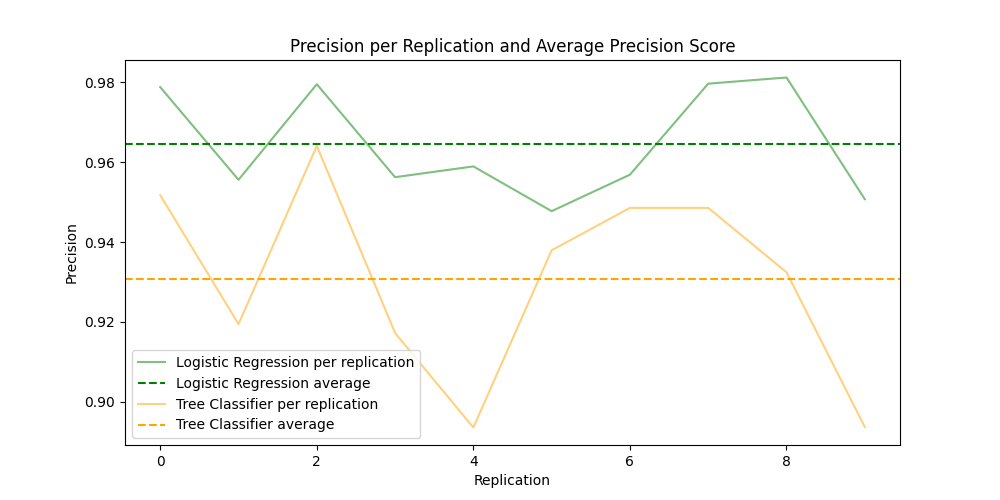 Precision per Replication and Average Precision Score
Precision
0.98
0.96
0.94
0.92
0.90
Logistic Regression per replication
Logistic Regression average
Tree Classifier per replication
Tree Classifier average
0 2 4 6 8
Replication